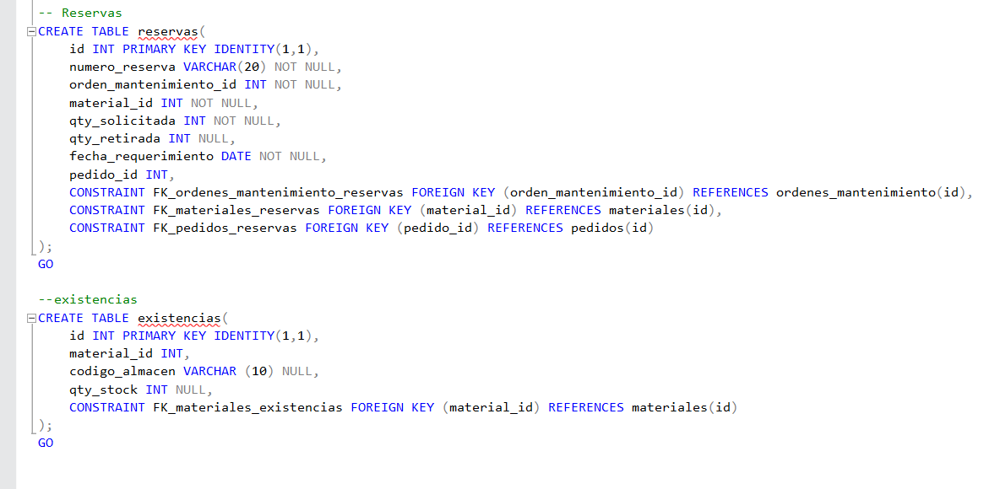 -- Reservas
CREATE TABLE reservas(
id INT PRIMARY KEY IDENTITY(1,1),
numero_reserva VARCHAR(20) NOT NULL,
orden_mantenimiento_id INT NOT NULL,
material_id INT NOT NULL,
qty_solicitada INT NOT NULL,
qty_retirada INT NULL,
fecha_requerimiento DATE NOT NULL,
pedido_id INT,
CONSTRAINT FK_ordenes_mantenimiento_reservas FOREIGN KEY (orden_mantenimiento_id) REFERENCES ordenes_mantenimiento(id),
CONSTRAINT FK_materiales_reservas FOREIGN KEY (material_id) REFERENCES materiales(id),
CONSTRAINT FK_pedidos_reservas FOREIGN KEY (pedido_id) REFERENCES pedidos(id)
);
GO
--existencias
CREATE TABLE existencias(
id INT PRIMARY KEY IDENTITY(1,1),
material_id INT,
codigo_almacen VARCHAR (10) NULL,
qty_stock INT NULL,
CONSTRAINT FK_materiales_existencias FOREIGN KEY (material_id) REFERENCES materiales(id)
);
GO